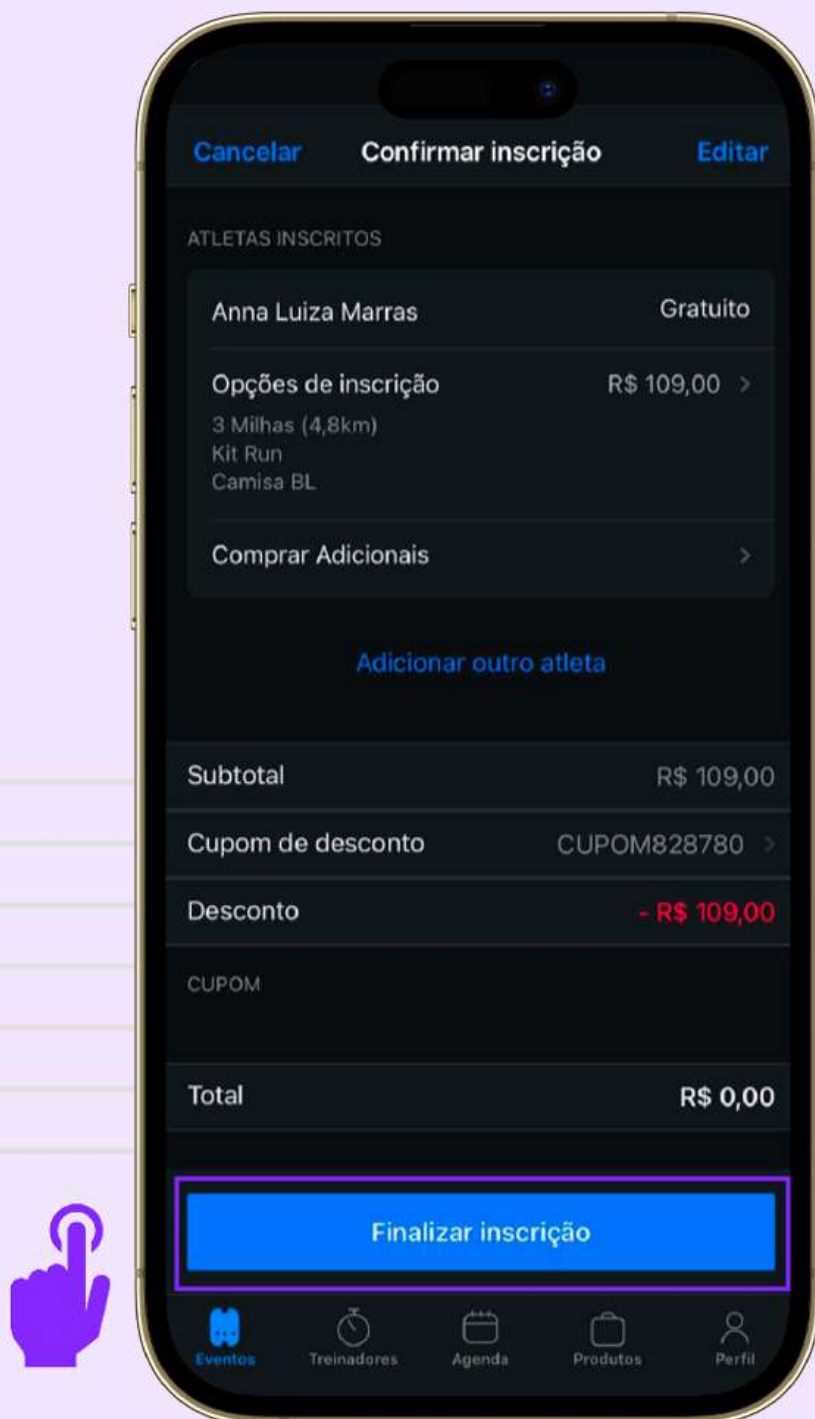 Cancelar Confirmar inscrição Editar
ATLETAS INSCRITOS
Anna Luiza Marras Gratuito
Opções de inscrição R$ 109,00 >
3 Milhas (4,8km)
Kit Run
Camisa BL
Comprar Adicionais >
Adicionar outro atleta
Subtotal R$ 109,00
Cupom de desconto CUPOM828780 >
Desconto - R$ 109,00
CUPOM
Total R$ 0,00
Finalizar inscrição
Eventos Treinadores Agenda Produtos Perfil